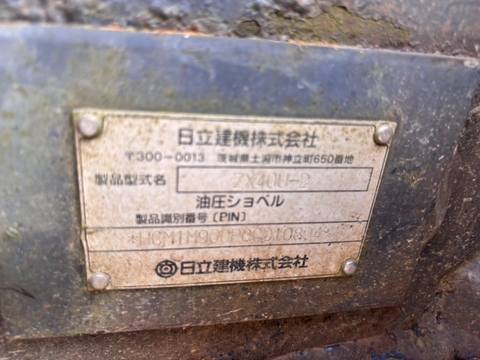 日立建機株式会社
〒300-0013 茨城県土浦市神立町650番地
製品型式名 ZX40U-2
油圧ショベル
製品識別番号〔PIN〕
日立建機株式会社